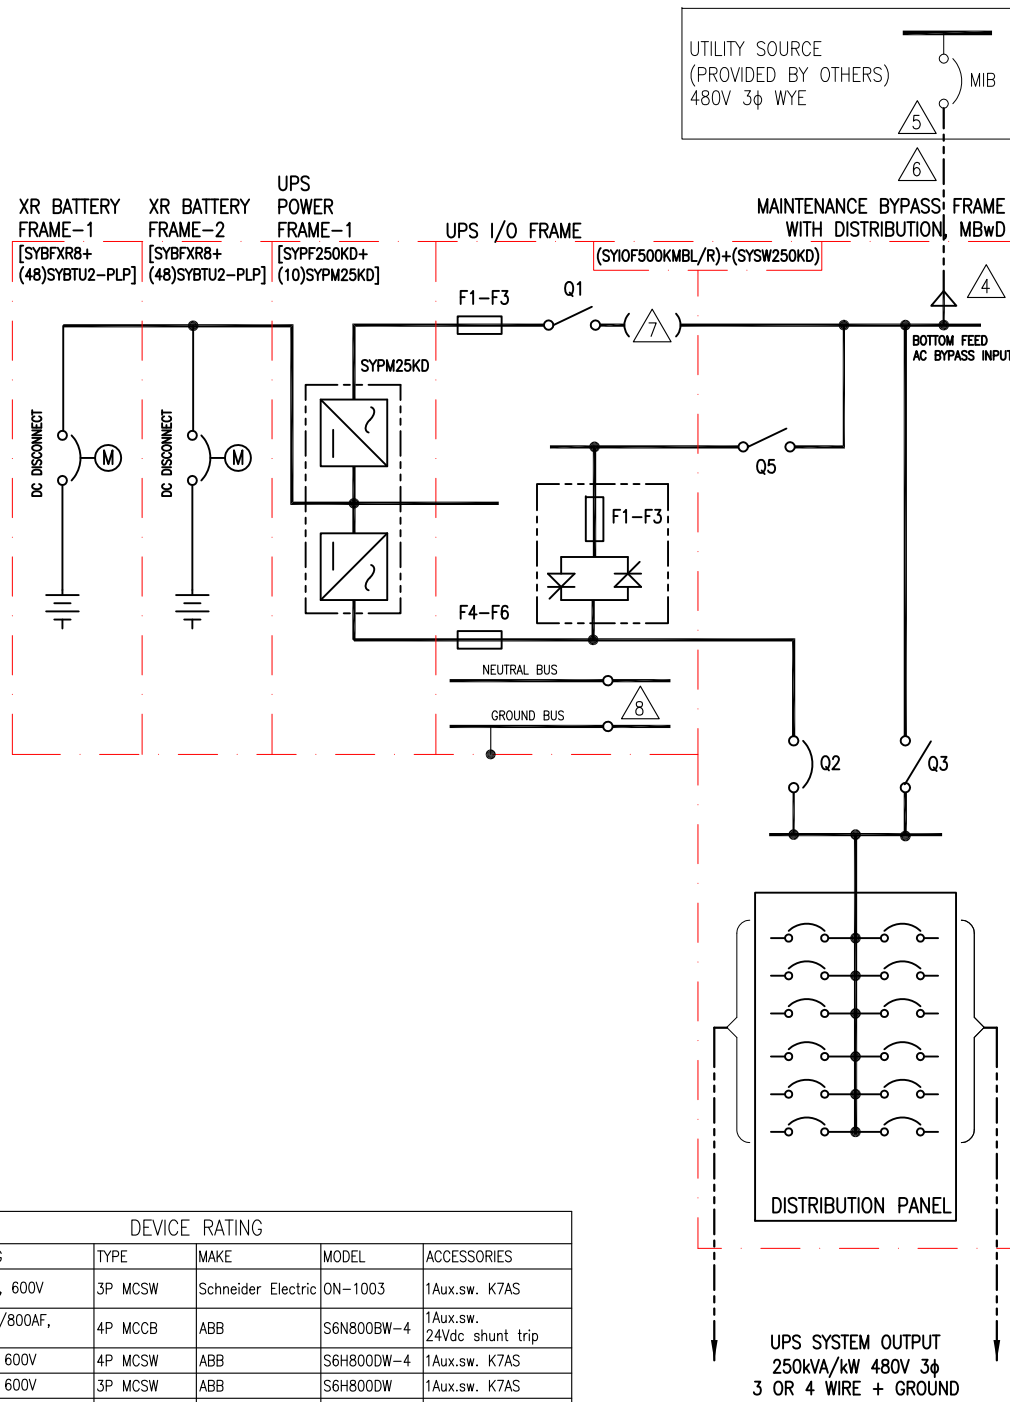 UTILITY SOURCE
(PROVIDED BY OTHERS)
480V 3ϕ WYE
MIB
5
6
4
XR BATTERY
FRAME-1
[SYBFXR8+
(48)SYBTU2-PLP]
XR BATTERY
FRAME-2
[SYBFXR8+
(48)SYBTU2-PLP]
UPS
POWER
FRAME-1
[SYPF250KD+
(10)SYPM25KD]
UPS I/O FRAME
(SYIOF500KMBL/R)+(SYSW250KD)
MAINTENANCE BYPASS FRAME
WITH DISTRIBUTION, MBwD
F1-F3
Q1
7
BOTTOM FEED
AC BYPASS INPUT
SYPM25KD
DC DISCONNECT
M
DC DISCONNECT
M
Q5
F1-F3
F4-F6
NEUTRAL BUS
8
GROUND BUS
Q2
Q3
DISTRIBUTION PANEL
UPS SYSTEM OUTPUT
250kVA/kW 480V 3ϕ
3 OR 4 WIRE + GROUND
DEVICE RATING
TYPE MAKE MODEL ACCESSORIES
, 600V 3P MCSW Schneider Electric ON-1003 1Aux.sw. K7AS
/800AF, 4P MCCB ABB S6N800BW-4 1Aux.sw.
24Vdc shunt trip
600V 4P MCSW ABB S6H800DW-4 1Aux.sw. K7AS
600V 3P MCSW ABB S6H800DW 1Aux.sw. K7AS